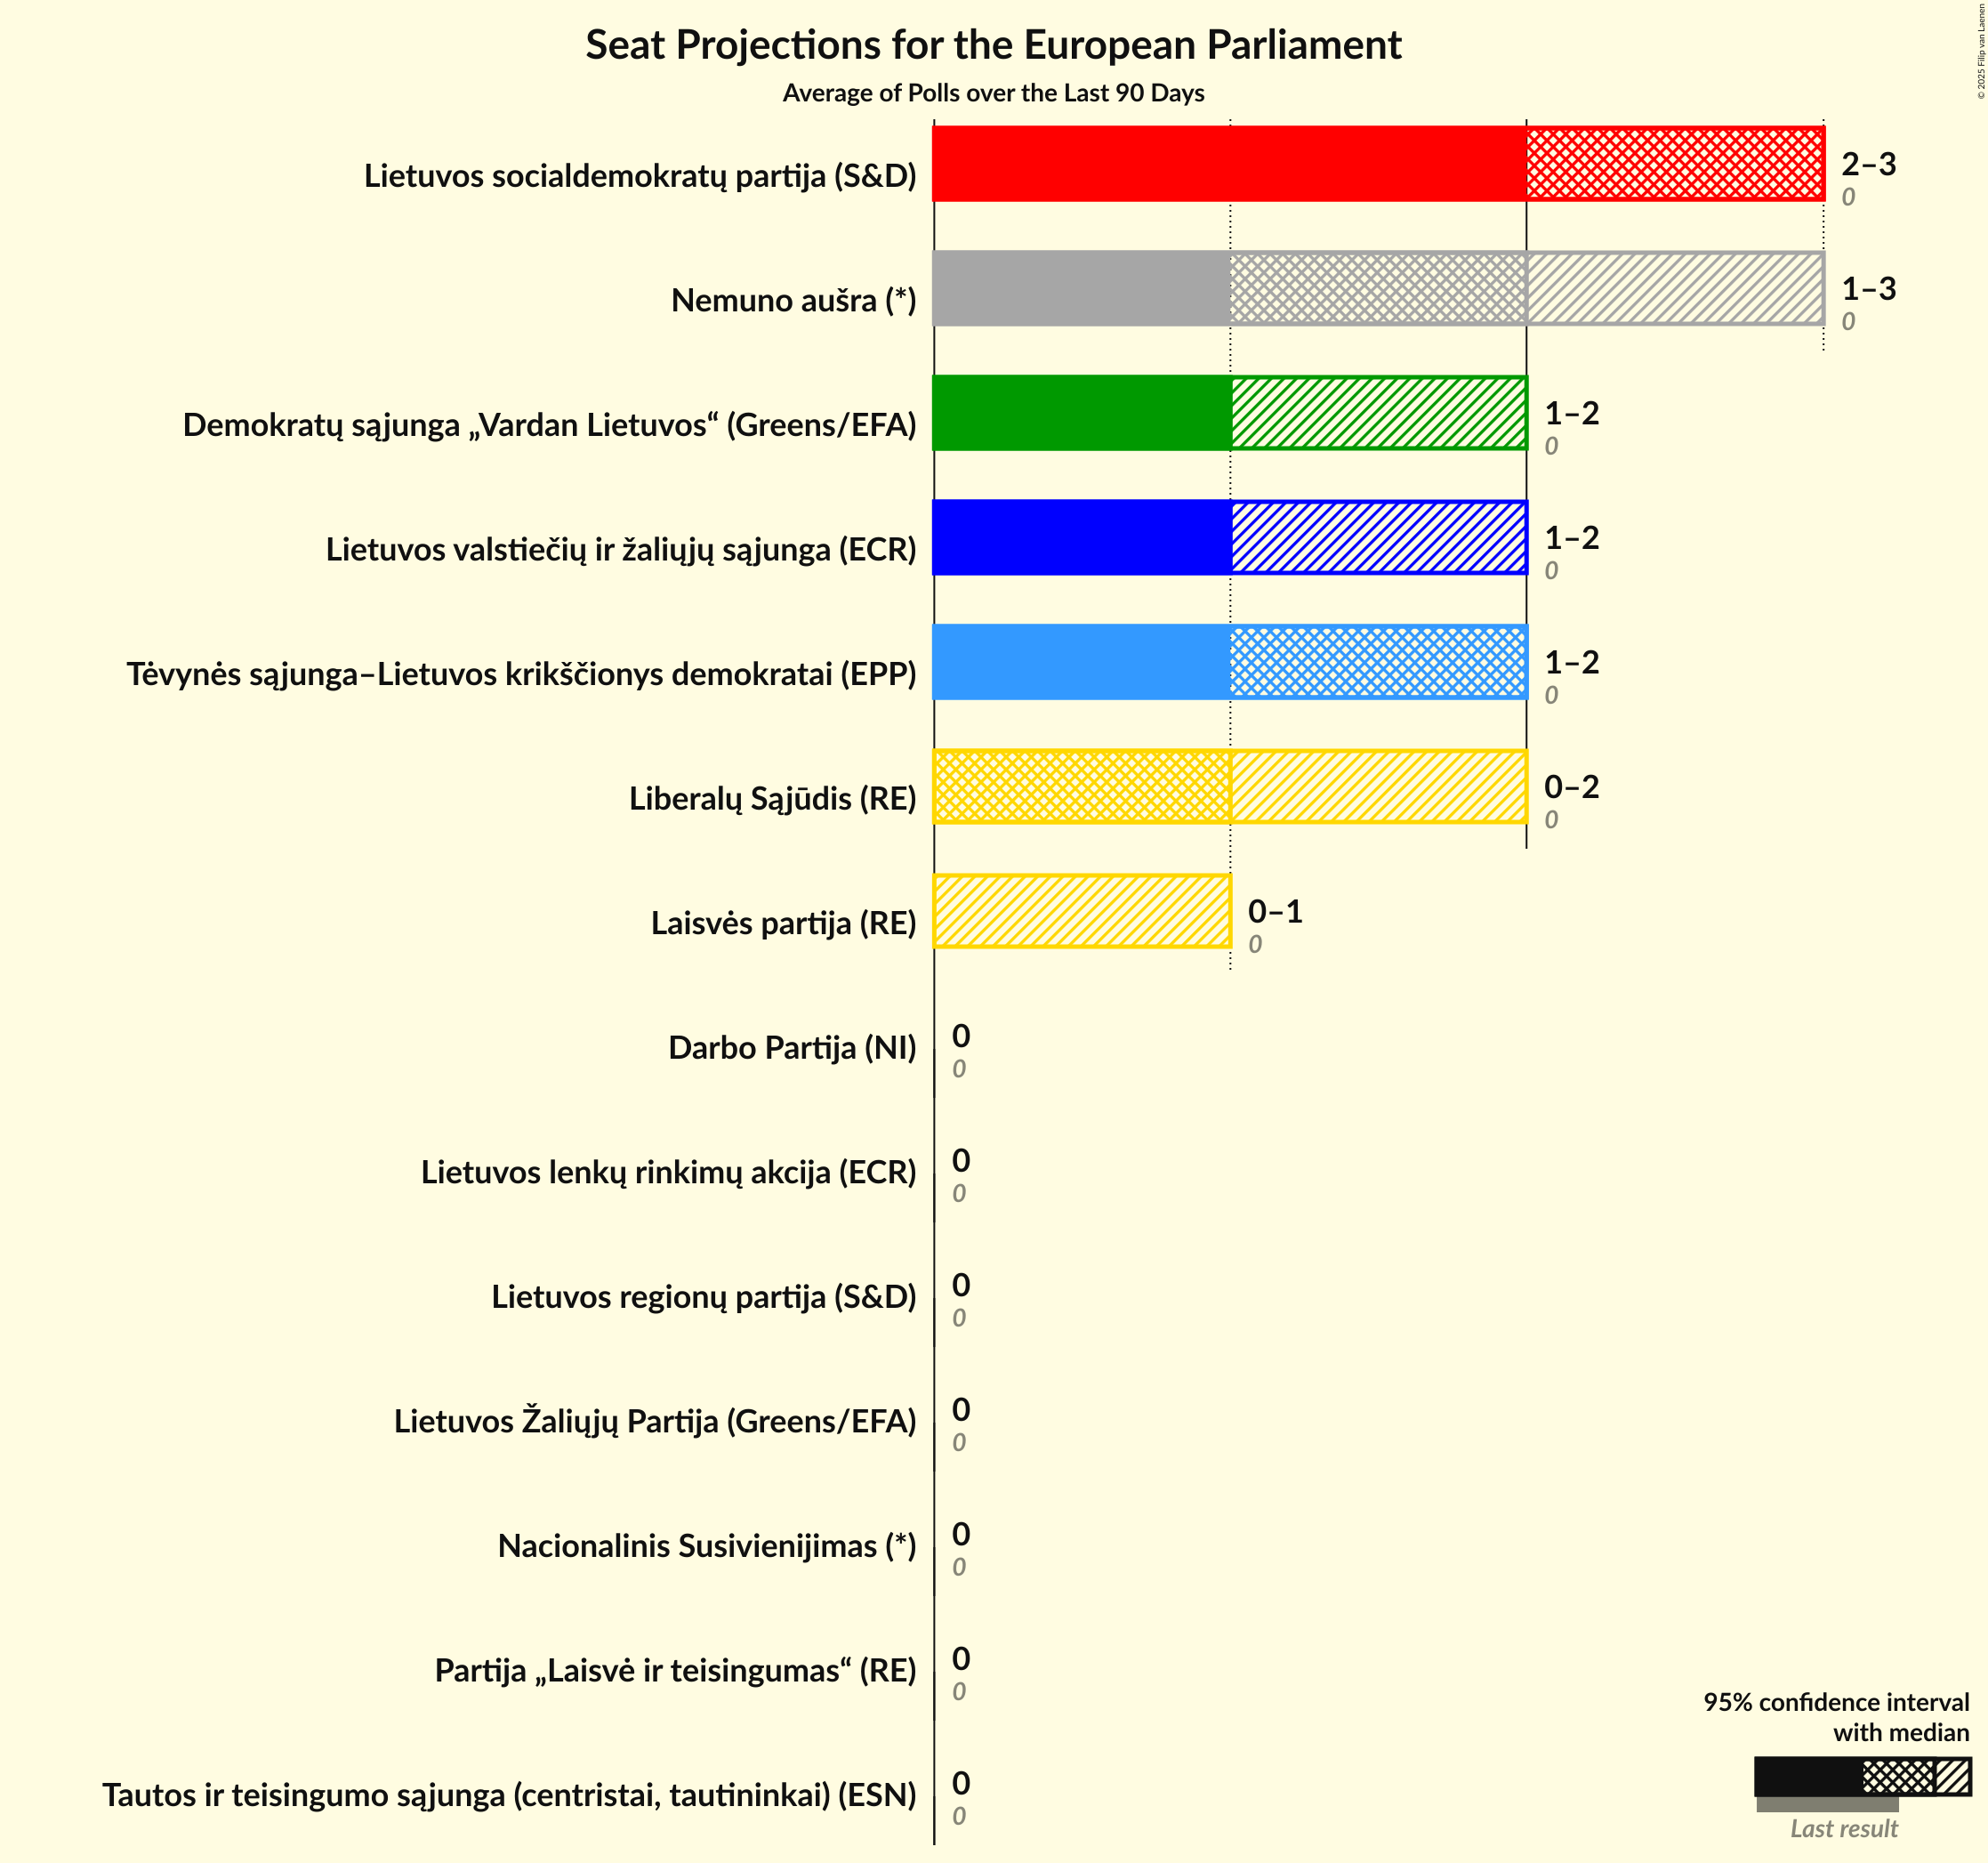 Seat Projections for the European Parliament
Average of Polls over the Last 90 Days
© 2025 Filip van Laenen
Lietuvos socialdemokratų partija (S&D)
2–3
0
Nemuno aušra (*)
1–3
0
Demokratų sąjunga „Vardan Lietuvos“ (Greens/EFA)
1–2
0
Lietuvos valstiečių ir žaliųjų sąjunga (ECR)
1–2
0
Tėvynės sąjunga–Lietuvos krikščionys demokratai (EPP)
1–2
0
Liberalų Sąjūdis (RE)
0–2
0
Laisvės partija (RE)
0–1
0
Darbo Partija (NI)
0
0
Lietuvos lenkų rinkimų akcija (ECR)
0
0
Lietuvos regionų partija (S&D)
0
0
Lietuvos Žaliųjų Partija (Greens/EFA)
0
0
Nacionalinis Susivienijimas (*)
0
0
Partija „Laisvė ir teisingumas“ (RE)
0
0
Tautos ir teisingumo sąjunga (centristai, tautininkai) (ESN)
0
0
95% confidence interval
with median
Last result